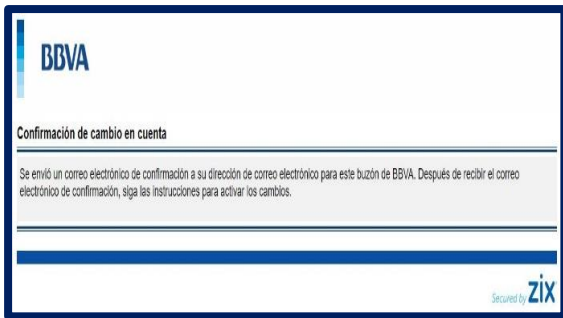 BBVA
Confirmación de cambio en cuenta
Se envió un correo electrónico de confirmación a su dirección de correo electrónico para este buzón de BBVA. Después de recibir el correo
electrónico de confirmación, siga las instrucciones para activar los cambios.
Secured by zix